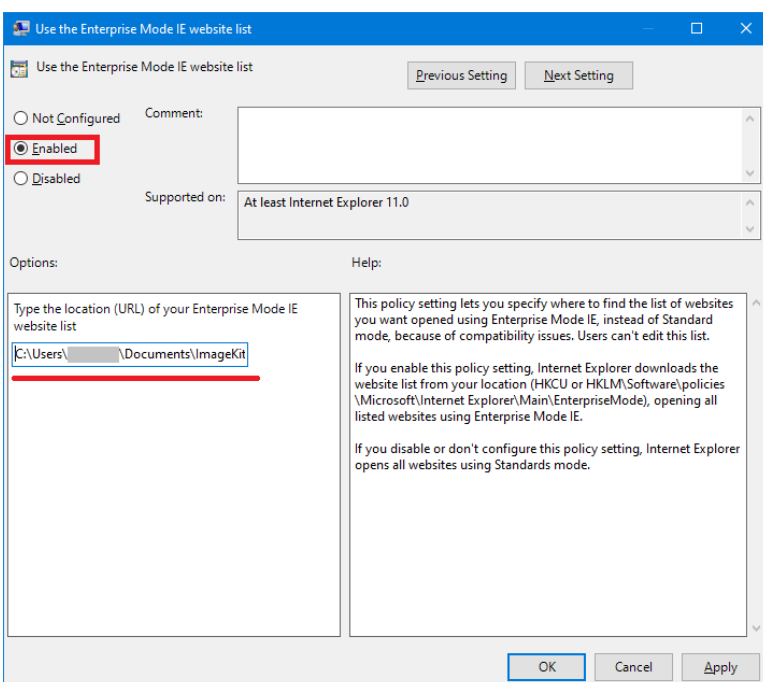 Use the Enterprise Mode IE website list
Use the Enterprise Mode IE website list
Previous Setting
Next Setting
Not Configured
Enabled
Disabled
Comment:
Supported on:
At least Internet Explorer 11.0
Options:
Help:
Type the location (URL) of your Enterprise Mode IE
website list
C:\Users\ \Documents\ImageKit
This policy setting lets you specify where to find the list of websites
you want opened using Enterprise Mode IE, instead of Standard
mode, because of compatibility issues. Users can't edit this list.
If you enable this policy setting, Internet Explorer downloads the
website list from your location (HKCU or HKLM\Software\policies
\Microsoft\Internet Explorer\Main\EnterpriseMode), opening all
listed websites using Enterprise Mode IE.
If you disable or don't configure this policy setting, Internet Explorer
opens all websites using Standards mode.
OK
Cancel
Apply